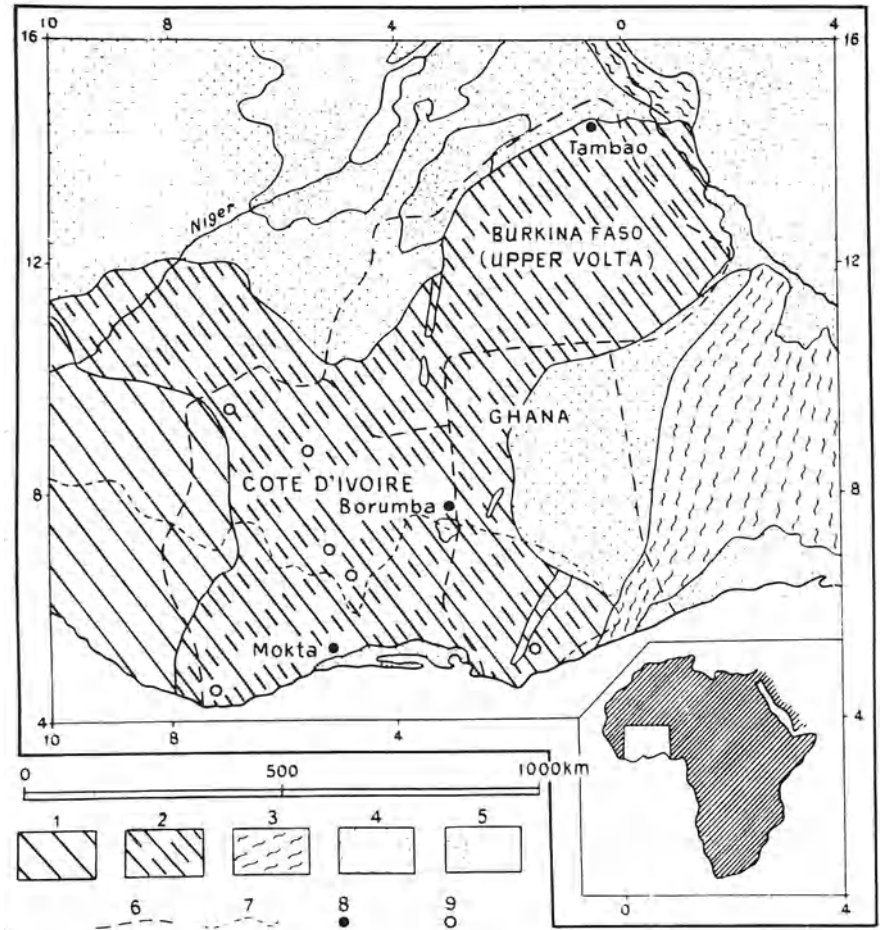 10 4 0 4
16 16
Tambao
Niger
BURKINA FASO
(UPPER VOLTA)
12 12
GHANA
8 8
COTE D'IVOIRE
Borumba
Mokta
4 4
10 8 4
0 500 1000km
1 2 3 4 5
6 7 8 9
0 4